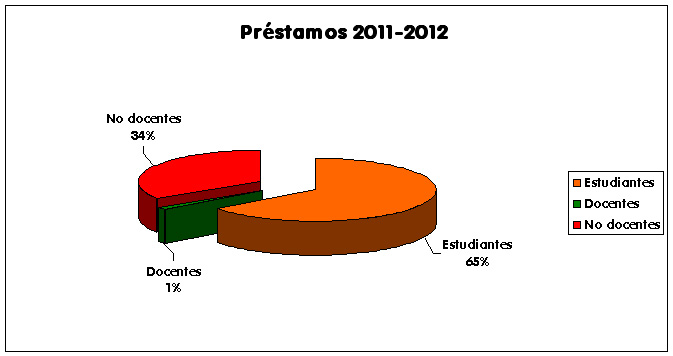 Préstamos 2011-2012
No docentes
34%
Docentes
1%
Estudiantes
65%
Estudiantes
Docentes
No docentes